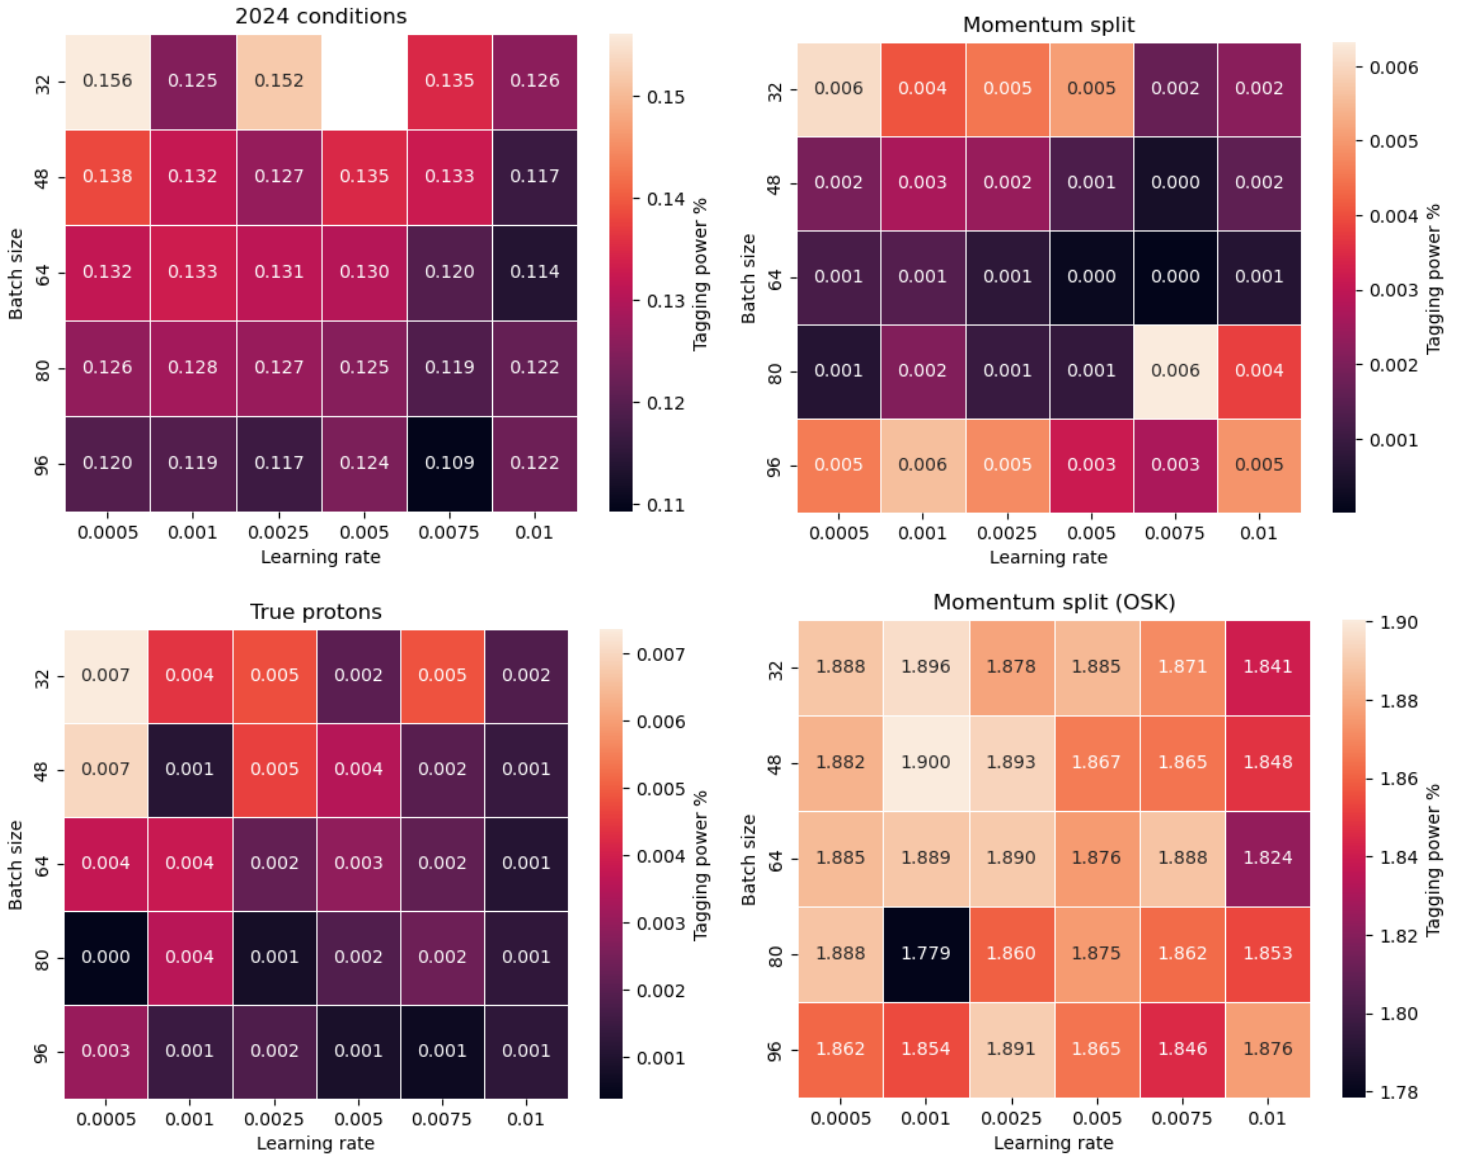 2024 conditions
32 0.156 0.125 0.152 0.135 0.126
48 0.138 0.132 0.127 0.135 0.133 0.117
64 0.132 0.133 0.131 0.130 0.120 0.114
80 0.126 0.128 0.127 0.125 0.119 0.122
96 0.120 0.119 0.117 0.124 0.109 0.122
0.0005 0.001 0.0025 0.005 0.0075 0.01
Learning rate
Batch size
0.15
0.14
0.13
0.12
0.11
Tagging power %
Momentum split
32 0.006 0.004 0.005 0.005 0.002 0.002
48 0.002 0.003 0.002 0.001 0.000 0.002
64 0.001 0.001 0.001 0.000 0.000 0.001
80 0.001 0.002 0.001 0.001 0.006 0.004
96 0.005 0.006 0.005 0.003 0.003 0.005
0.0005 0.001 0.0025 0.005 0.0075 0.01
Learning rate
Batch size
0.006
0.005
0.004
0.003
0.002
0.001
Tagging power %
True protons
32 0.007 0.004 0.005 0.002 0.005 0.002
48 0.007 0.001 0.005 0.004 0.002 0.001
64 0.004 0.004 0.002 0.003 0.002 0.001
80 0.000 0.004 0.001 0.002 0.002 0.001
96 0.003 0.001 0.002 0.001 0.001 0.001
0.0005 0.001 0.0025 0.005 0.0075 0.01
Learning rate
Batch size
0.007
0.006
0.005
0.004
0.003
0.002
0.001
Tagging power %
Momentum split (OSK)
32 1.888 1.896 1.878 1.885 1.871 1.841
48 1.882 1.900 1.893 1.867 1.865 1.848
64 1.885 1.889 1.890 1.876 1.888 1.824
80 1.888 1.779 1.860 1.875 1.862 1.853
96 1.862 1.854 1.891 1.865 1.846 1.876
0.0005 0.001 0.0025 0.005 0.0075 0.01
Learning rate
Batch size
1.90
1.88
1.86
1.84
1.82
1.80
1.78
Tagging power %